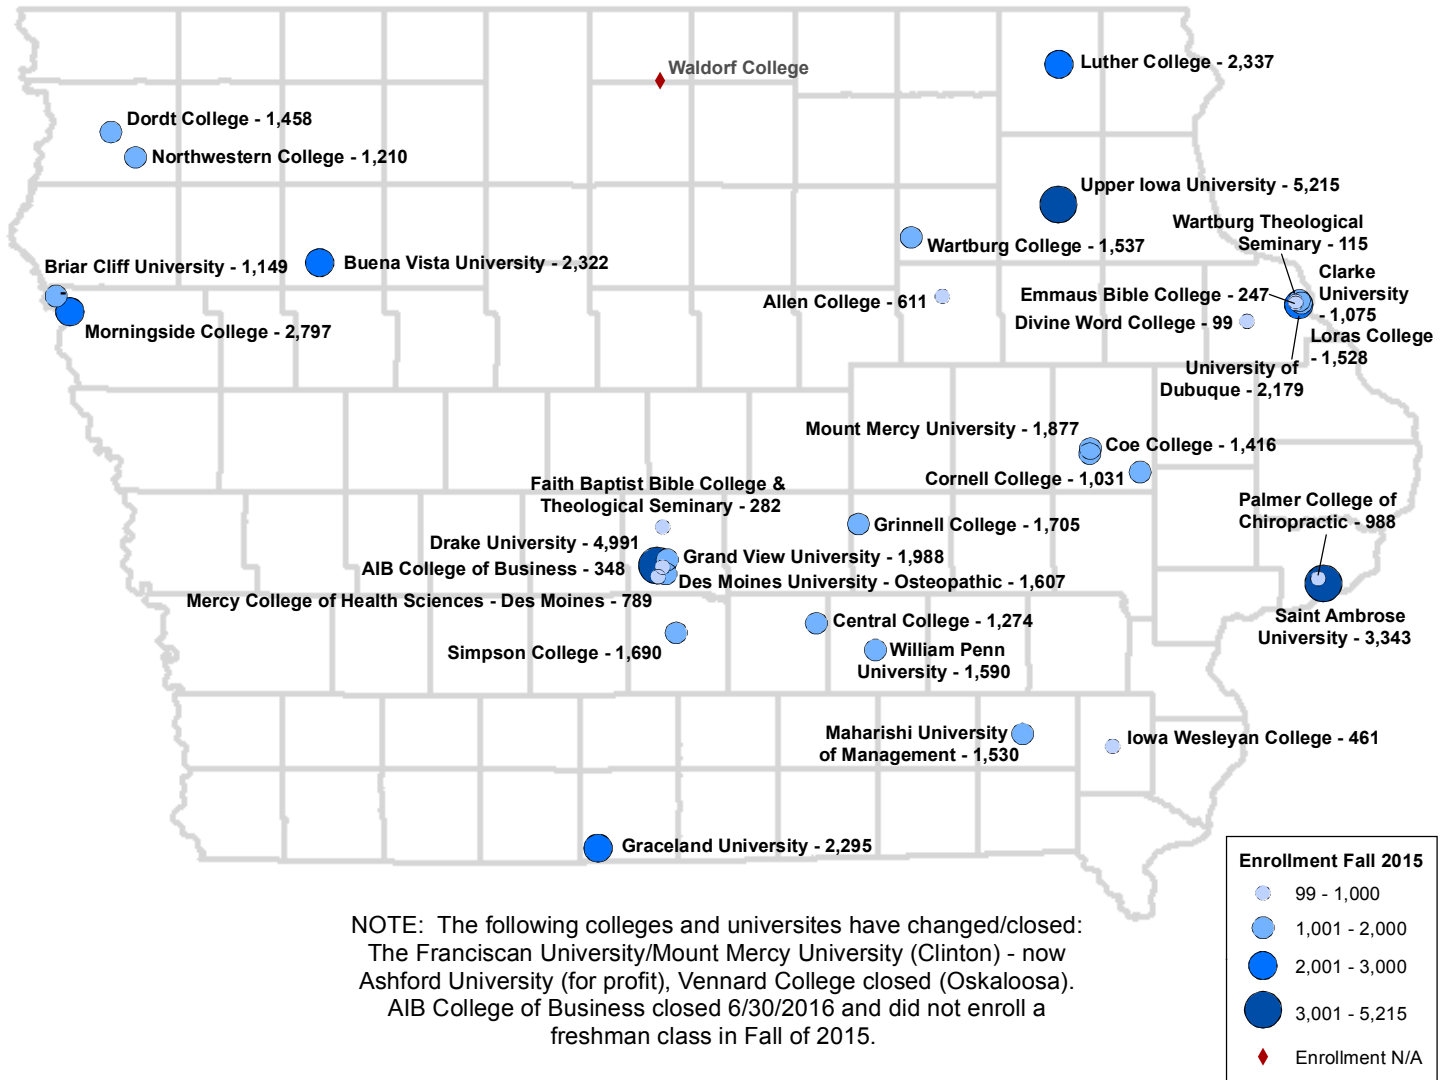 Waldorf College
Luther College - 2,337
Dordt College - 1,458
Northwestern College - 1,210
Upper Iowa University - 5,215
Wartburg Theological
Seminary - 115
Wartburg College - 1,537
Briar Cliff University - 1,149
Buena Vista University - 2,322
Clarke
University
- 1,075
Emmaus Bible College - 247
Allen College - 611
Divine Word College - 99
Morningside College - 2,797
Loras College
- 1,528
University of
Dubuque - 2,179
Mount Mercy University - 1,877
Coe College - 1,416
Cornell College - 1,031
Faith Baptist Bible College &
Theological Seminary - 282
Palmer College of
Chiropractic - 988
Grinnell College - 1,705
Drake University - 4,991
Grand View University - 1,988
AIB College of Business - 348
Des Moines University - Osteopathic - 1,607
Mercy College of Health Sciences - Des Moines - 789
Saint Ambrose
University - 3,343
Central College - 1,274
Simpson College - 1,690
William Penn
University - 1,590
Maharishi University
of Management - 1,530
Iowa Wesleyan College - 461
Graceland University - 2,295
Enrollment Fall 2015
99 - 1,000
1,001 - 2,000
2,001 - 3,000
3,001 - 5,215
Enrollment N/A
NOTE:  The following colleges and universites have changed/closed:
The Franciscan University/Mount Mercy University (Clinton) - now
Ashford University (for profit), Vennard College closed (Oskaloosa).
AIB College of Business closed 6/30/2016 and did not enroll a
freshman class in Fall of 2015.